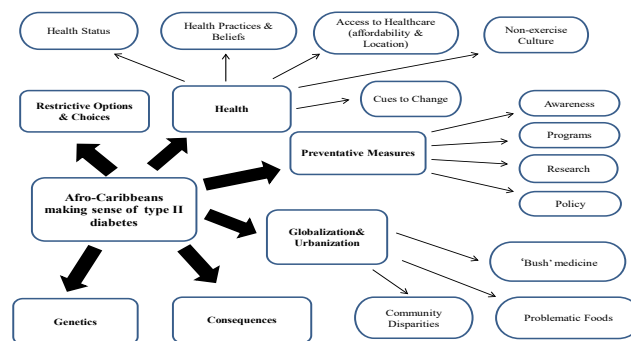 Health Status
Health Practices &
Beliefs
Access to Healthcare
(affordability &
Location)
Non-exercise
Culture
Restrictive Options
& Choices
Health
Cues to Change
Awareness
Programs
Preventative Measures
Research
Policy
Afro-Caribbeans
making sense of type II
diabetes
Globalization&
Urbanization
'Bush' medicine
Genetics
Consequences
Community
Disparities
Problematic Foods